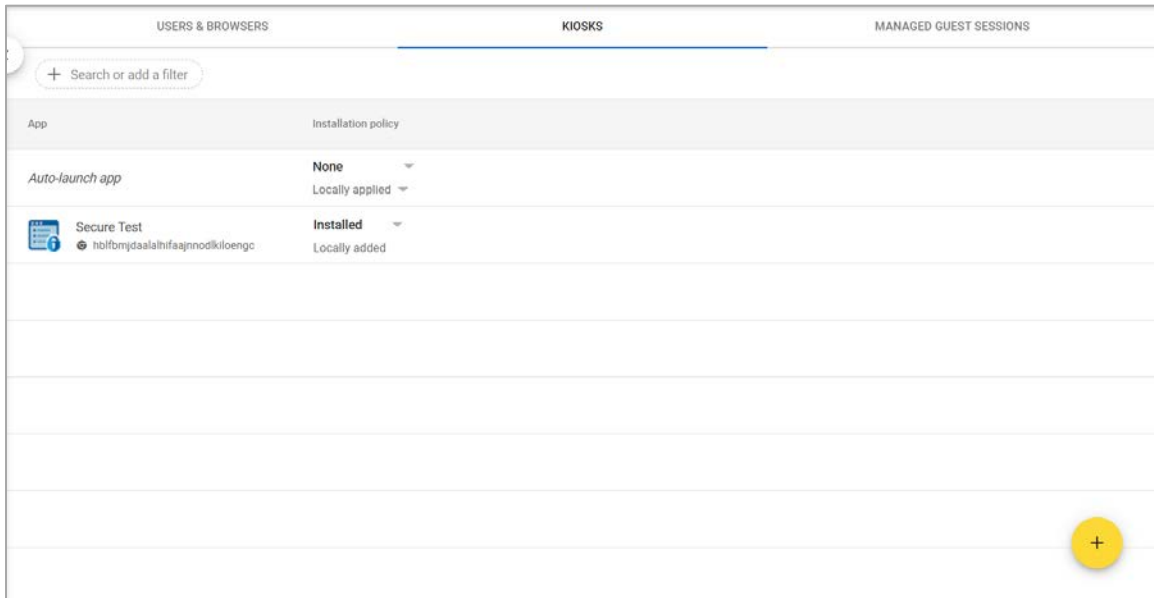 USERS & BROWSERS KIOSKS MANAGED GUEST SESSIONS
+ Search or add a filter
App Installation policy
Auto-launch app None
Locally applied
Secure Test Installed
hblfbmjdaalalhifaajnnodlkiloengc Locally added
+